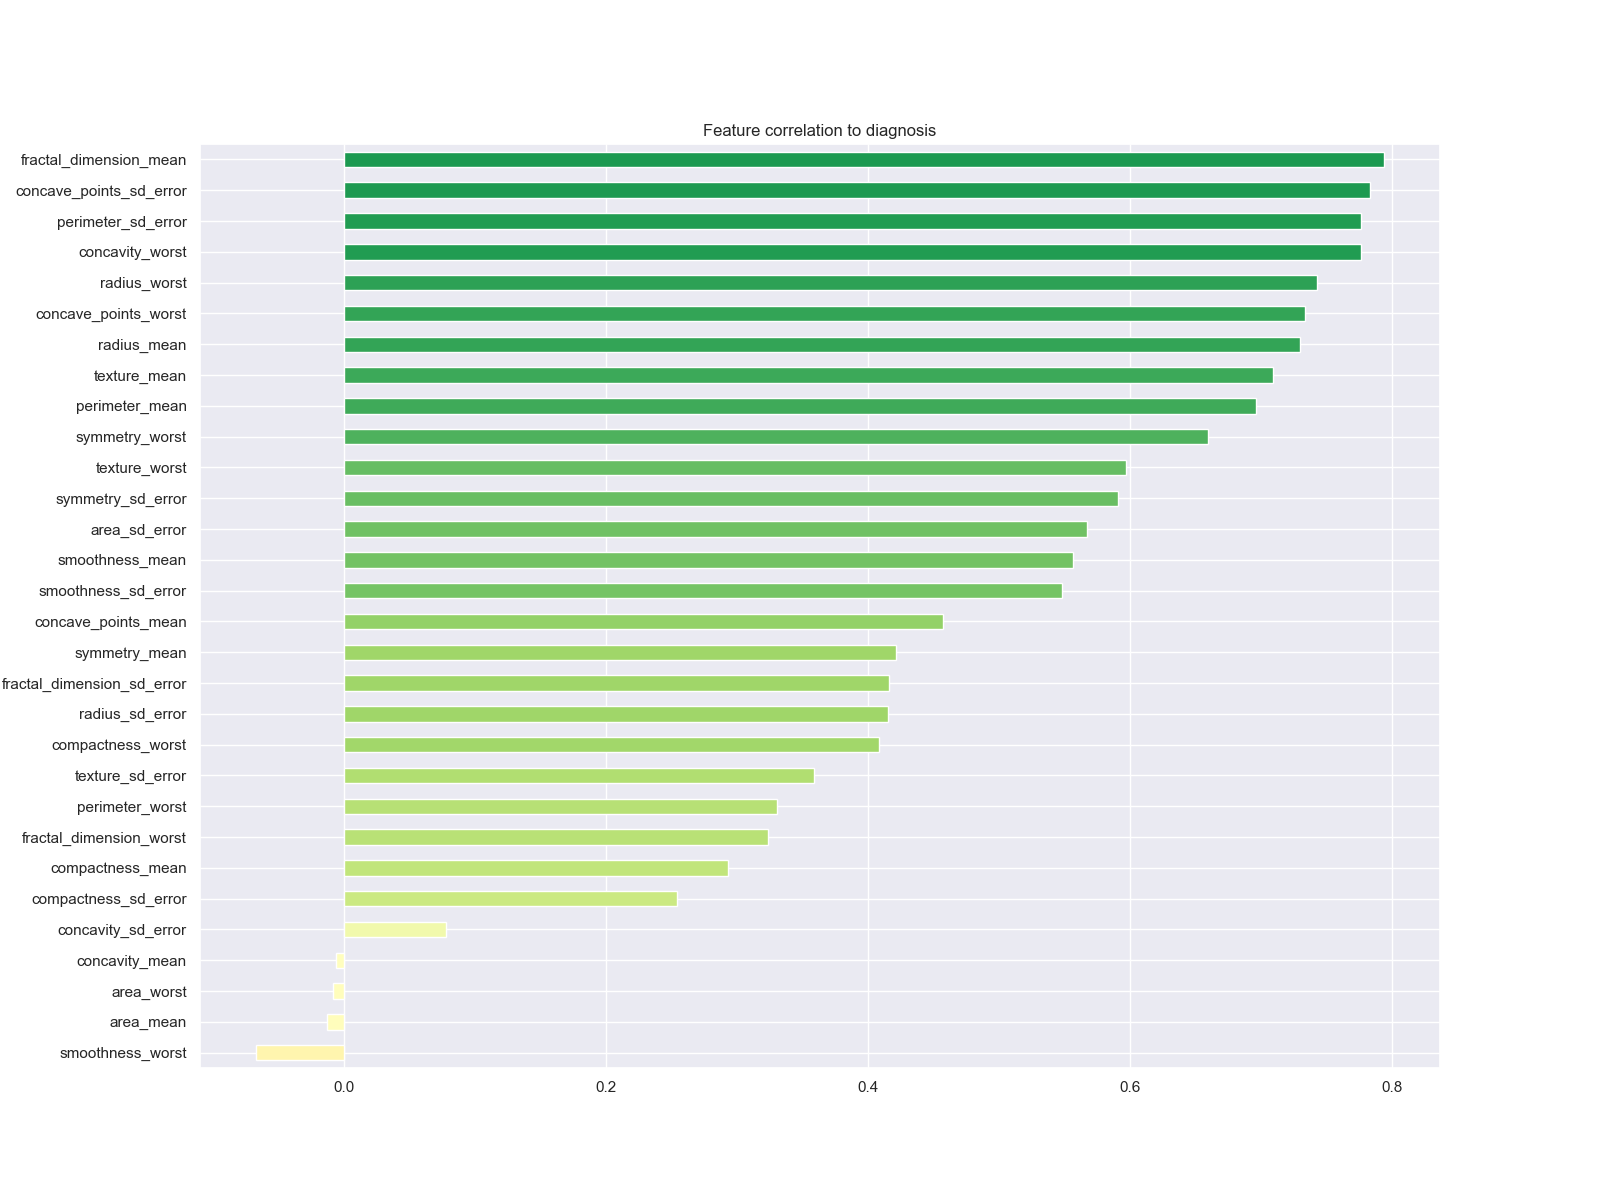 Feature correlation to diagnosis
fractal_dimension_mean
concave_points_sd_error
perimeter_sd_error
concavity_worst
radius_worst
concave_points_worst
radius_mean
texture_mean
perimeter_mean
symmetry_worst
texture_worst
symmetry_sd_error
area_sd_error
smoothness_mean
smoothness_sd_error
concave_points_mean
symmetry_mean
fractal_dimension_sd_error
radius_sd_error
compactness_worst
texture_sd_error
perimeter_worst
fractal_dimension_worst
compactness_mean
compactness_sd_error
concavity_sd_error
concavity_mean
area_worst
area_mean
smoothness_worst
0.0 0.2 0.4 0.6 0.8